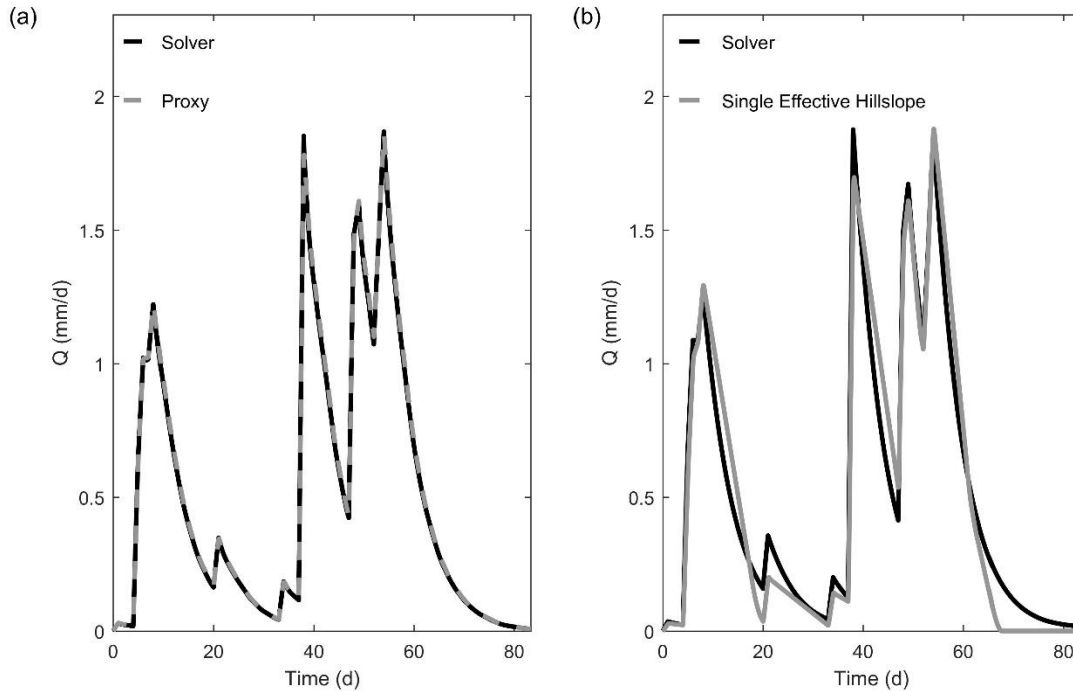 (a)
Solver
Proxy
2
1.5
1
0.5
0
Q (mm/d)
0 20 40 60 80
Time (d)
(b)
Solver
Single Effective Hillslope
2
1.5
1
0.5
0
Q (mm/d)
0 20 40 60 80
Time (d)